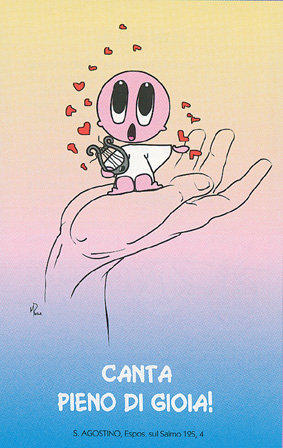 CANTA
PIENO DI GIOIA!
S. AGOSTINO, Espos. sul Salmo 195, 4